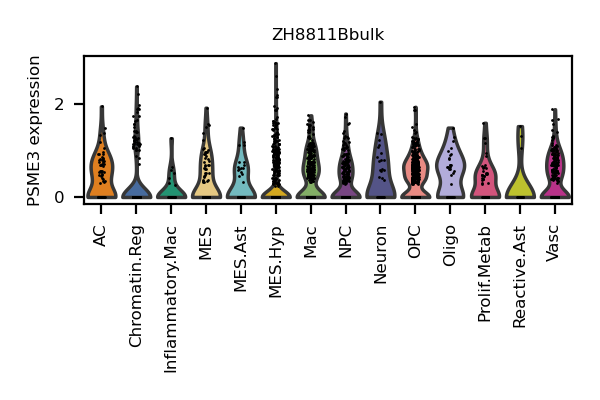 ZH8811Bbulk
PSME3 expression
2
0
AC
Chromatin.Reg
Inflammatory.Mac
MES
MES.Ast
MES.Hyp
Mac
NPC
Neuron
OPC
Oligo
Prolif.Metab
Reactive.Ast
Vasc